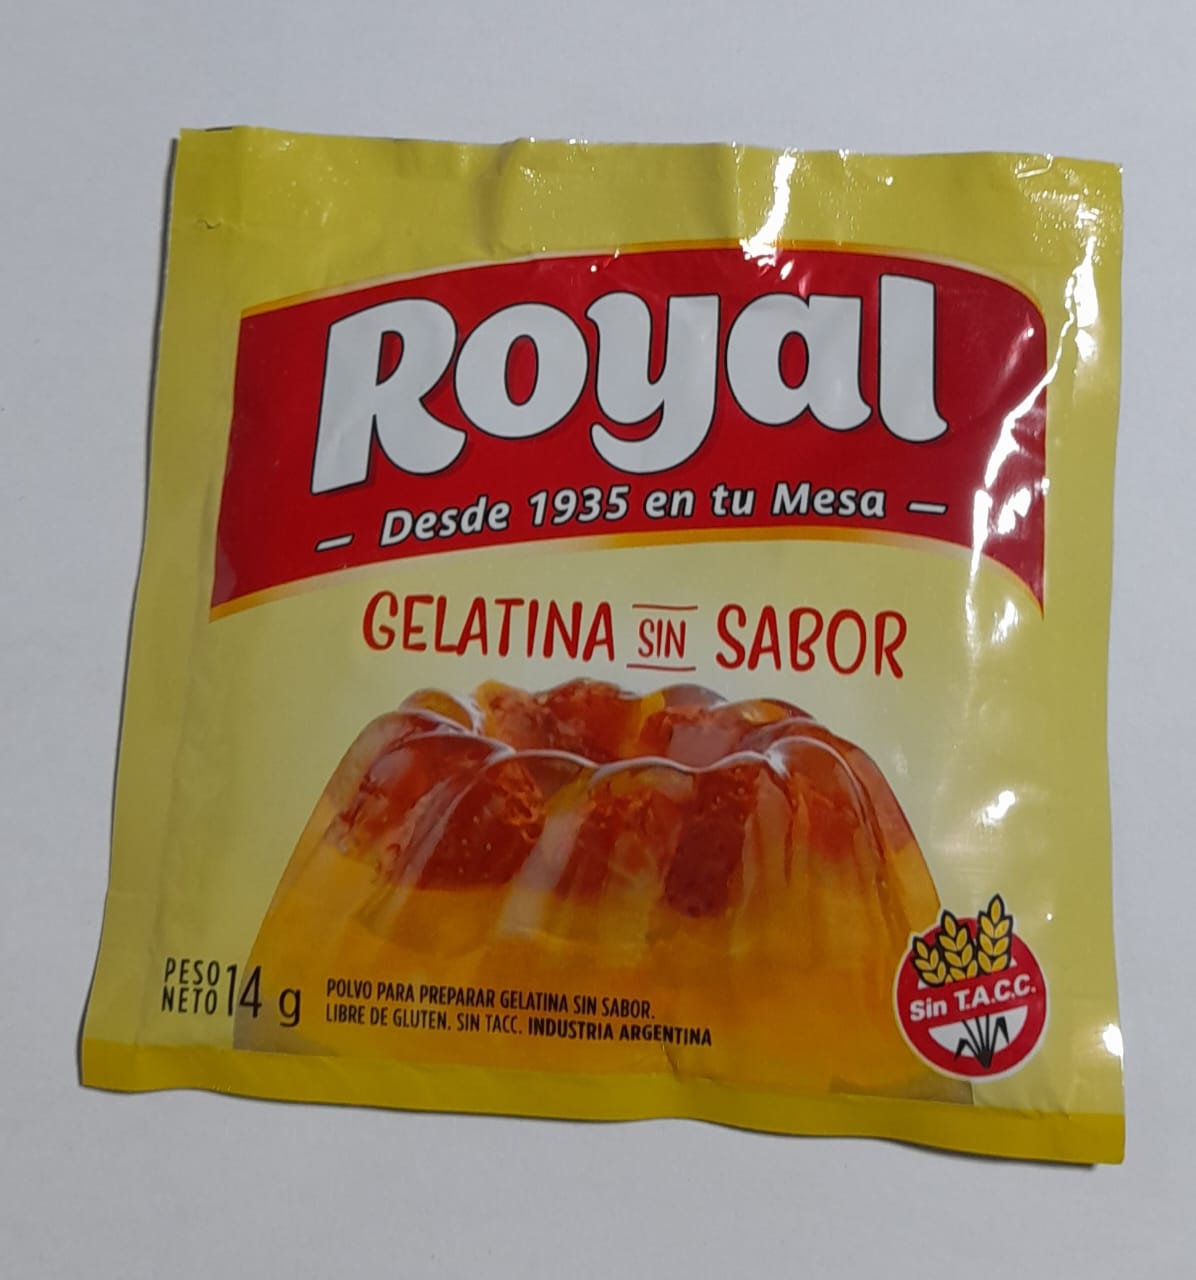 Royal
— Desde 1935 en tu Mesa —
GELATINA SIN SABOR
PESO
NETO 14 g
POLVO PARA PREPARAR GELATINA SIN SABOR.
LIBRE DE GLUTEN. SIN TACC. INDUSTRIA ARGENTINA
Sin T.A.C.C.